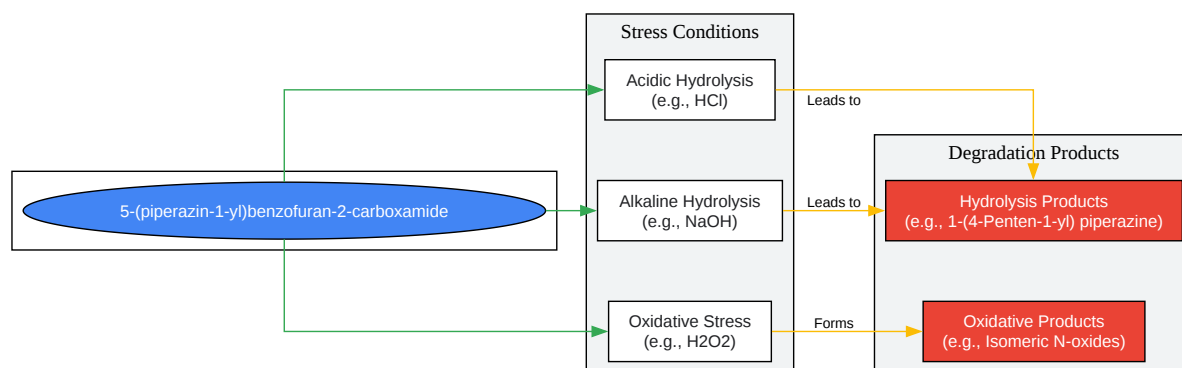 Stress Conditions
Acidic Hydrolysis
(e.g., HCl)
Leads to
Degradation Products
5-(piperazin-1-yl)benzofuran-2-carboxamide
Alkaline Hydrolysis
(e.g., NaOH)
Leads to
Hydrolysis Products
(e.g., 1-(4-Penten-1-yl) piperazine)
Oxidative Stress
(e.g., H2O2)
Forms
Oxidative Products
(e.g., Isomeric N-oxides)